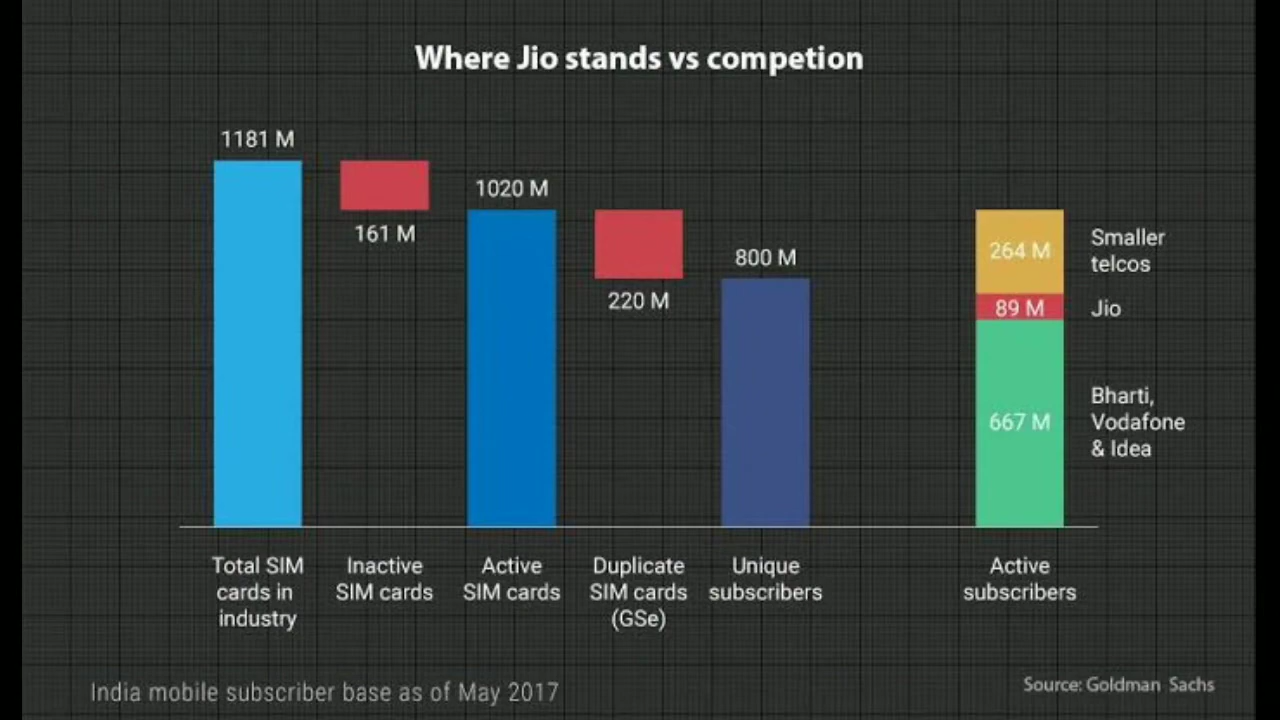 Where Jio stands vs competion
1181 M
161 M
1020 M
220 M
800 M
264 M
Smaller
telcos
89 M
Jio
667 M
Bharti,
Vodafone
& Idea
Total SIM
cards in
industry
Inactive
SIM cards
Active
SIM cards
Duplicate
SIM cards
(GSe)
Unique
subscribers
Active
subscribers
India mobile subscriber base as of May 2017
Source: Goldman Sachs